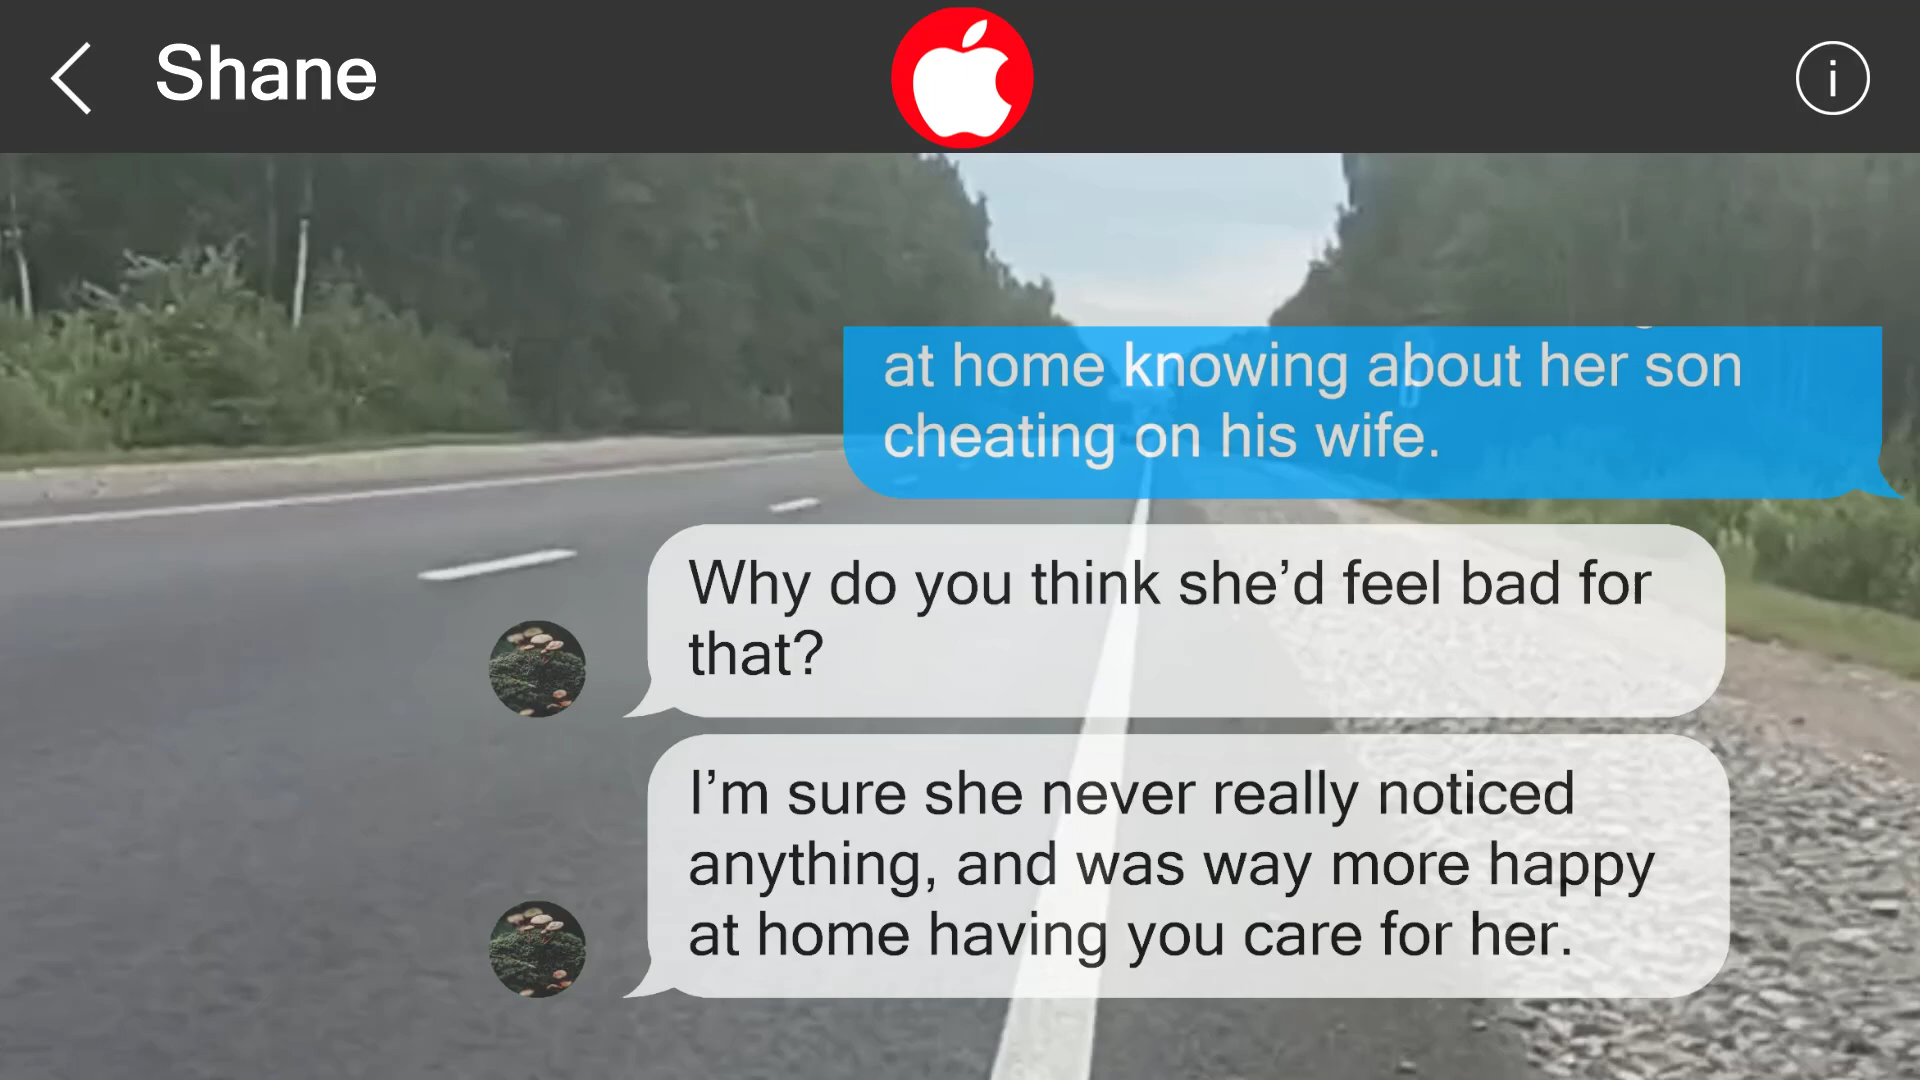 Shane
i
at home knowing about her son
cheating on his wife.
Why do you think she’d feel bad for
that?
I’m sure she never really noticed
anything, and was way more happy
at home having you care for her.